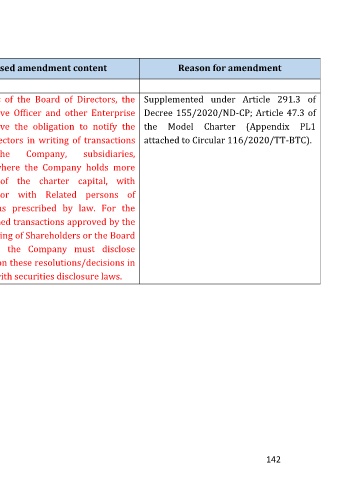 sed amendment content
Reason for amendment
of the Board of Directors, the
ve Officer and other Enterprise
ve the obligation to notify the
ectors in writing of transactions
he Company, subsidiaries,
where the Company holds more
of the charter capital, with
or with Related persons of
as prescribed by law. For the
ed transactions approved by the
ing of Shareholders or the Board
the Company must disclose
on these resolutions/decisions in
ith securities disclosure laws.
Supplemented under Article 291.3 of
Decree 155/2020/ND-CP; Article 47.3 of
the Model Charter (Appendix PL1
attached to Circular 116/2020/TT-BTC).
142